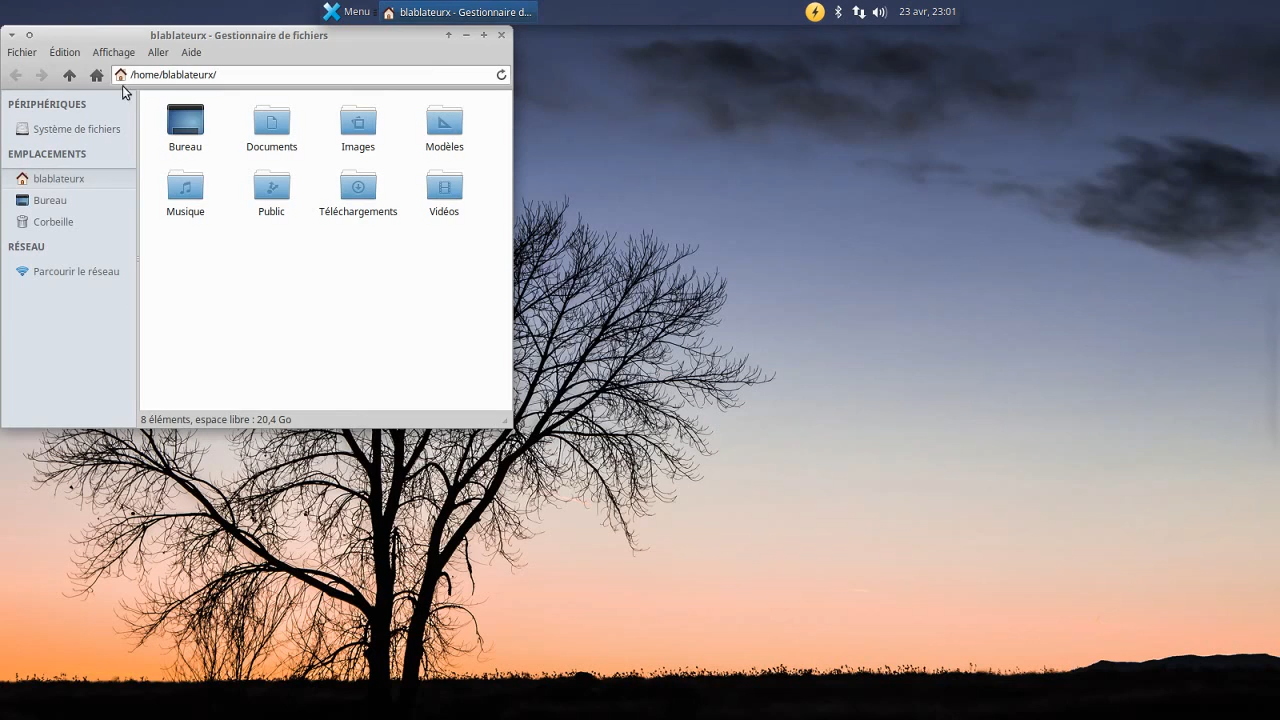 Menu
blablateurx - Gestionnaire d...
23 avr, 23:01
blablateurx - Gestionnaire de fichiers
Fichier Édition Affichage Aller Aide
/home/blablateurx/
PÉRIPHÉRIQUES
Système de fichiers
EMPLACEMENTS
blablateurx
Bureau
Corbeille
RÉSEAU
Parcourir le réseau
Bureau Documents Images Modèles
Musique Public Téléchargements Vidéos
8 éléments, espace libre : 20,4 Go